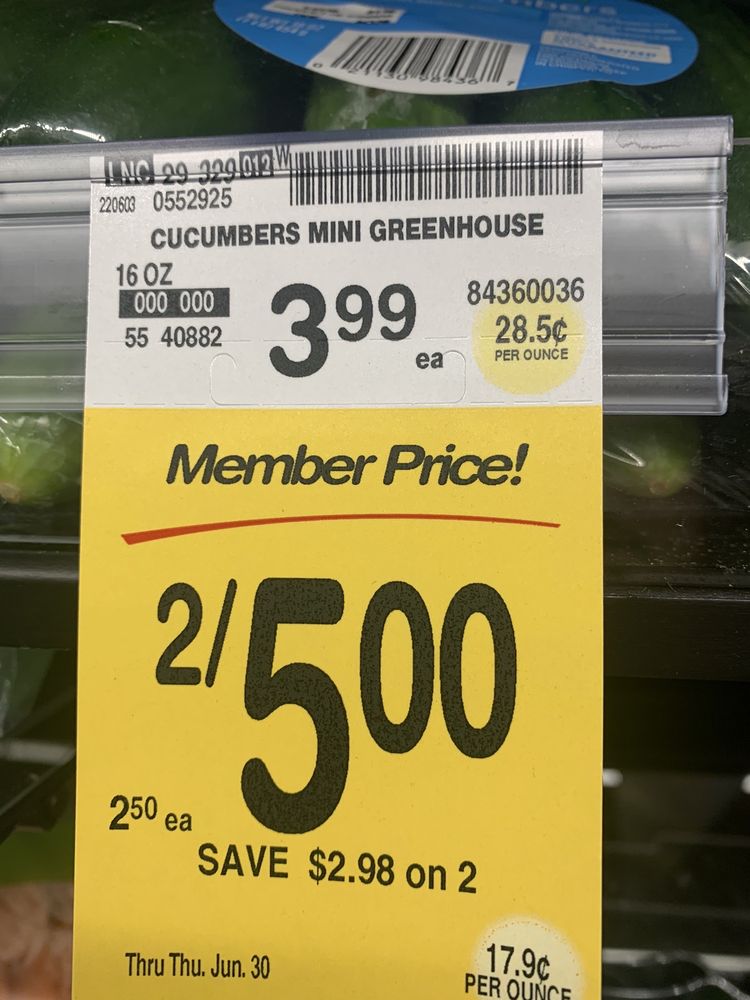 LNG 29 329 012 W
220603 0552925
CUCUMBERS MINI GREENHOUSE
16 OZ
000 000
55 40882
3.99 ea
84360036
28.5¢
PER OUNCE
Member Price!
2/5.00
2.50 ea
SAVE $2.98 on 2
Thru Thu. Jun. 30
17.9¢
PER OUNCE